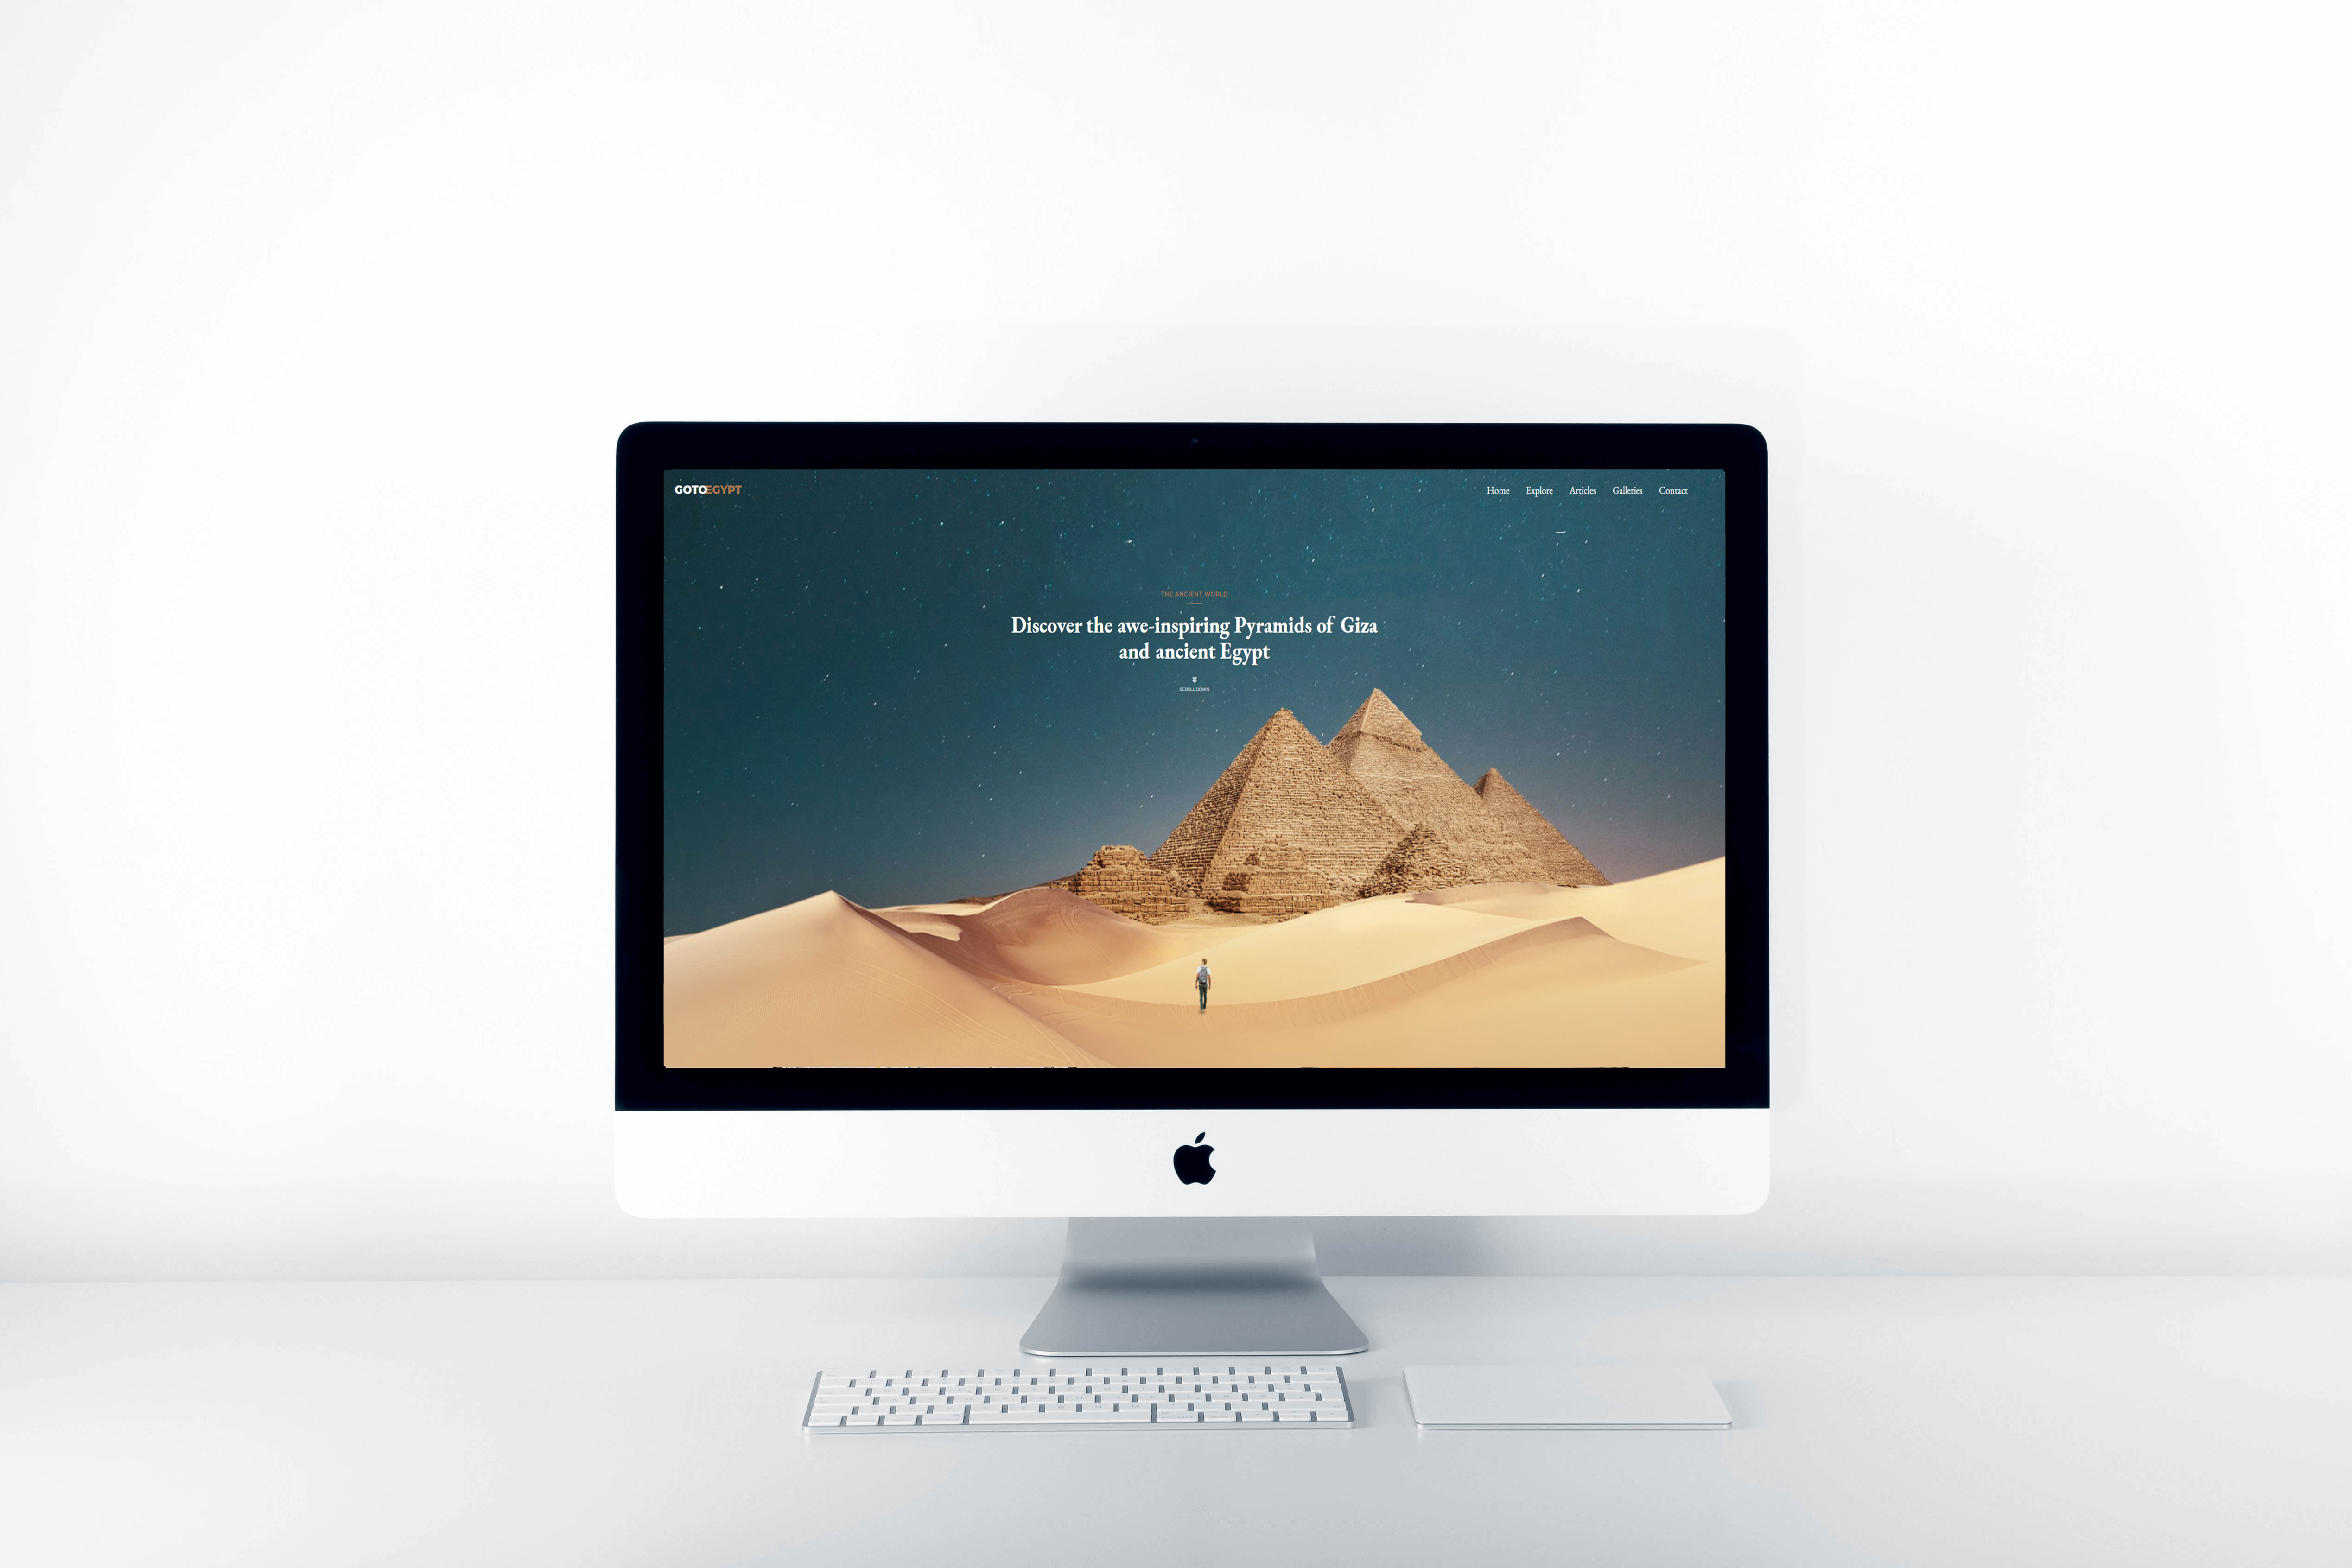 GOTOEGYPT
Home Explore Articles Galleries Contact
THE ANCIENT WORLD
Discover the awe-inspiring Pyramids of Giza
and ancient Egypt
SCROLL DOWN